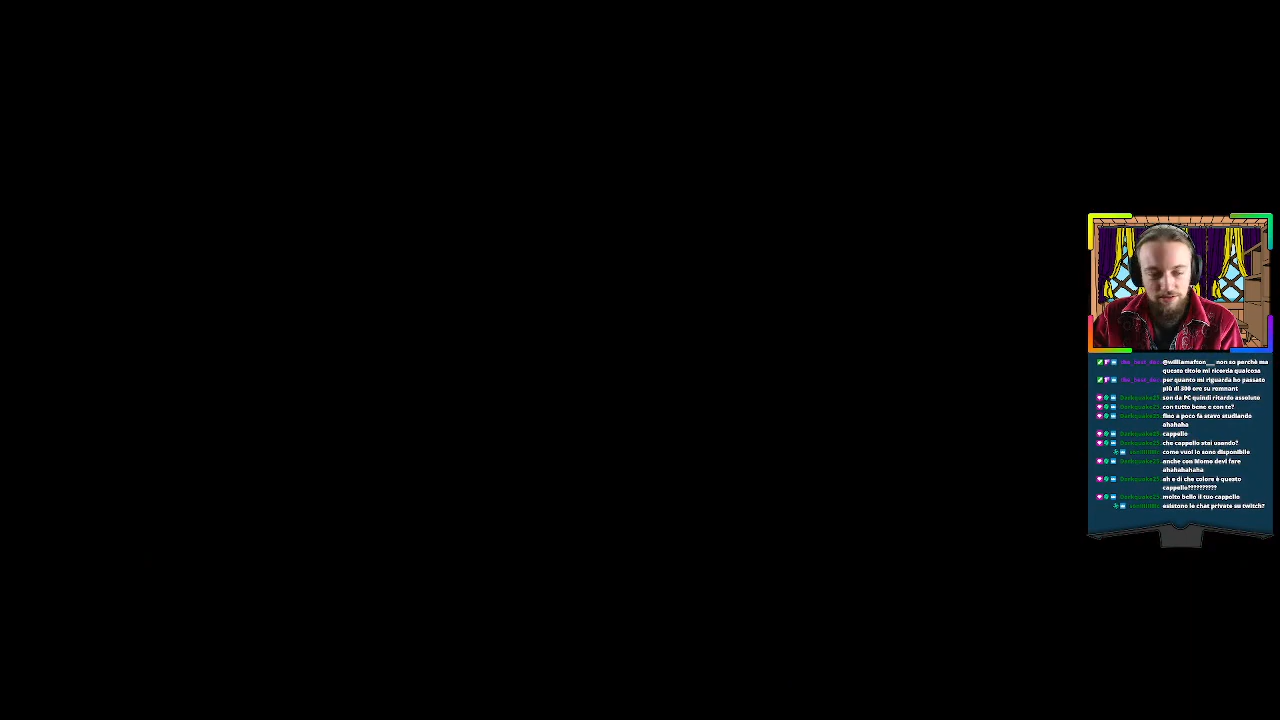 @williamafton___ non so perchè ma
questo titolo mi ricorda qualcosa
per quanto mi riguarda ho passato
più di 300 ore su remnant
son da PC quindi ritardo assoluto
con tutto bene e con te?
fino a poco fa stavo studiando
ahahaha
cappello
che cappello stai usando?
come vuoi io sono disponibile
anche con Momo devi fare
ahahahahaha
ah e di che colore è questo
cappello??????????
molto bello il tuo cappello
esistono le chat private su twitch?